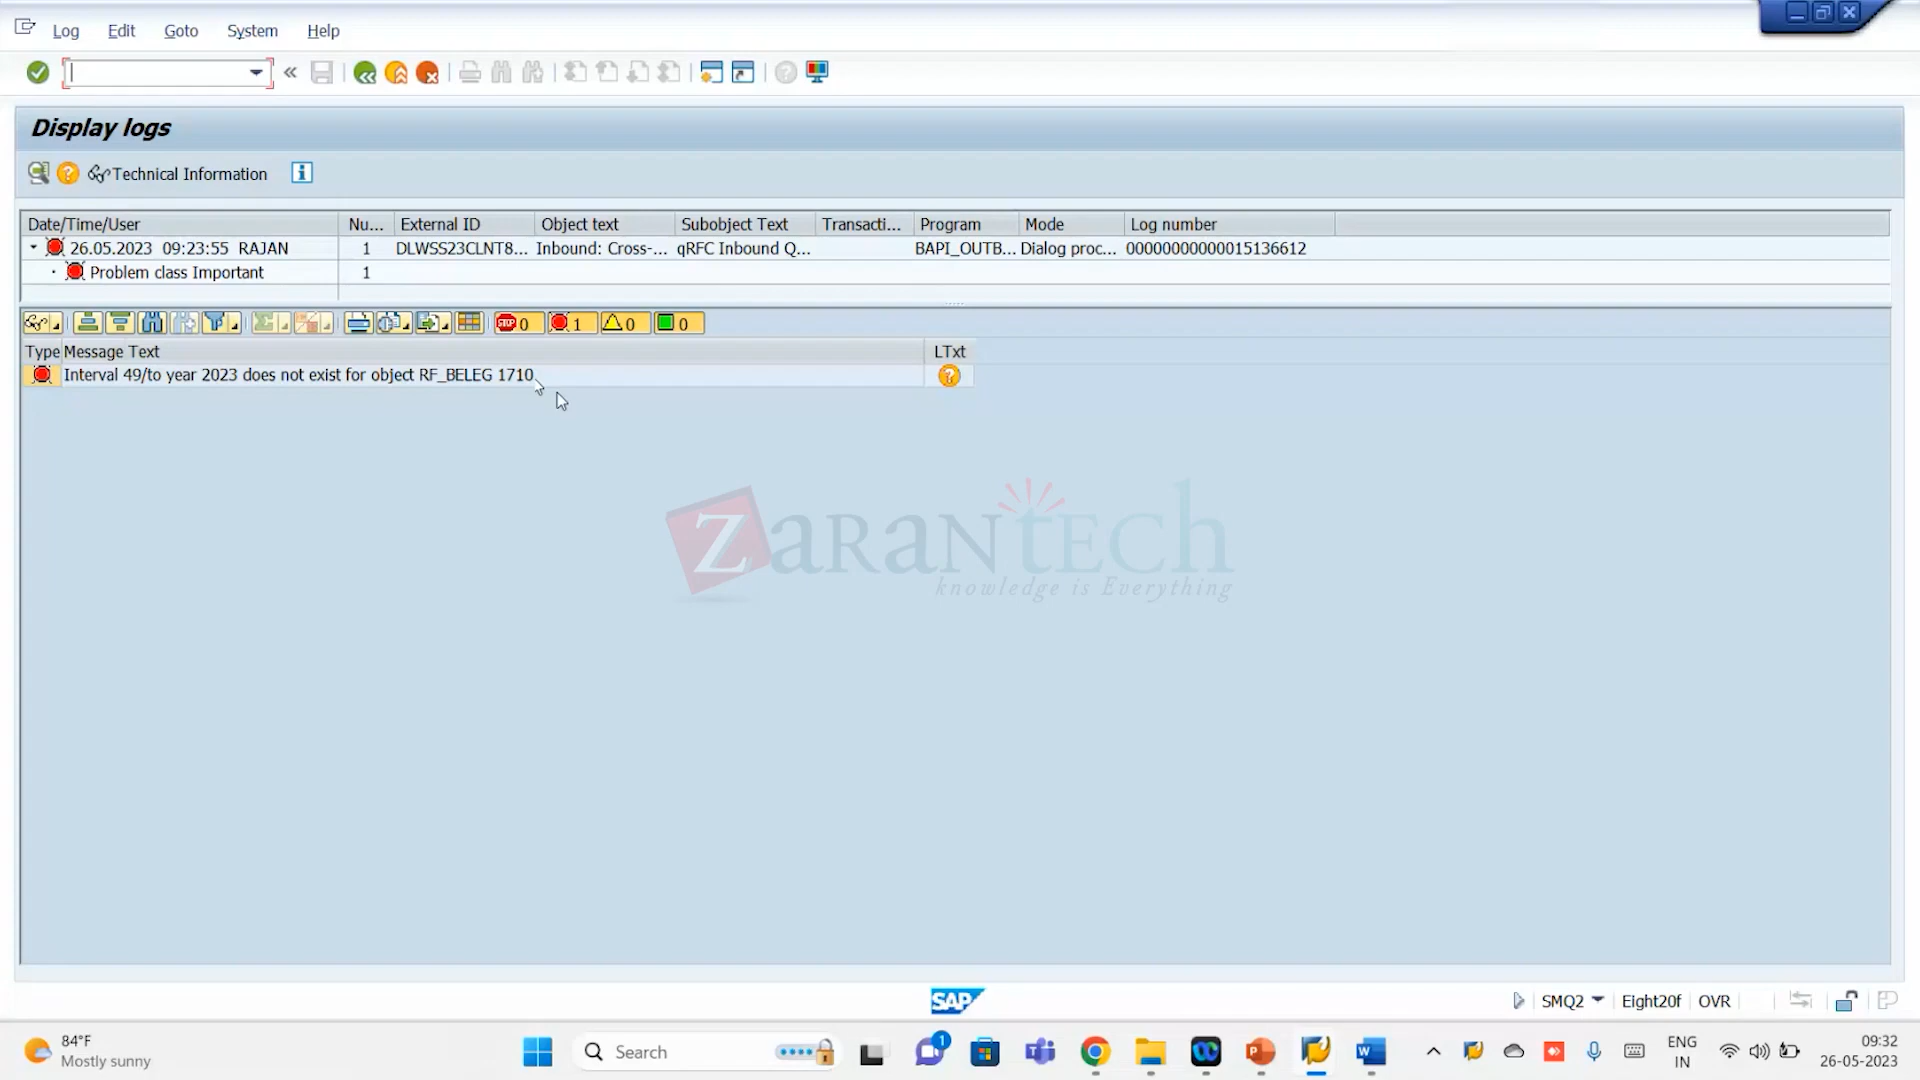 Log Edit Goto System Help
Display logs
Technical Information
Date/Time/User Nu... External ID Object text Subobject Text Transacti... Program Mode Log number
26.05.2023 09:23:55 RAJAN 1 DLWSS23CLNT8... Inbound: Cross-... qRFC Inbound Q... BAPI_OUTB... Dialog proc... 00000000000015136612
Problem class Important 1
STOP 0 1 0 0
Type Message Text LTxt
Interval 49/to year 2023 does not exist for object RF_BELEG 1710
ZARANTECH
knowledge is Everything
SAP
SMQ2 Eight20f OVR
84°F
Mostly sunny
Search
1
ENG
IN
09:32
26-05-2023